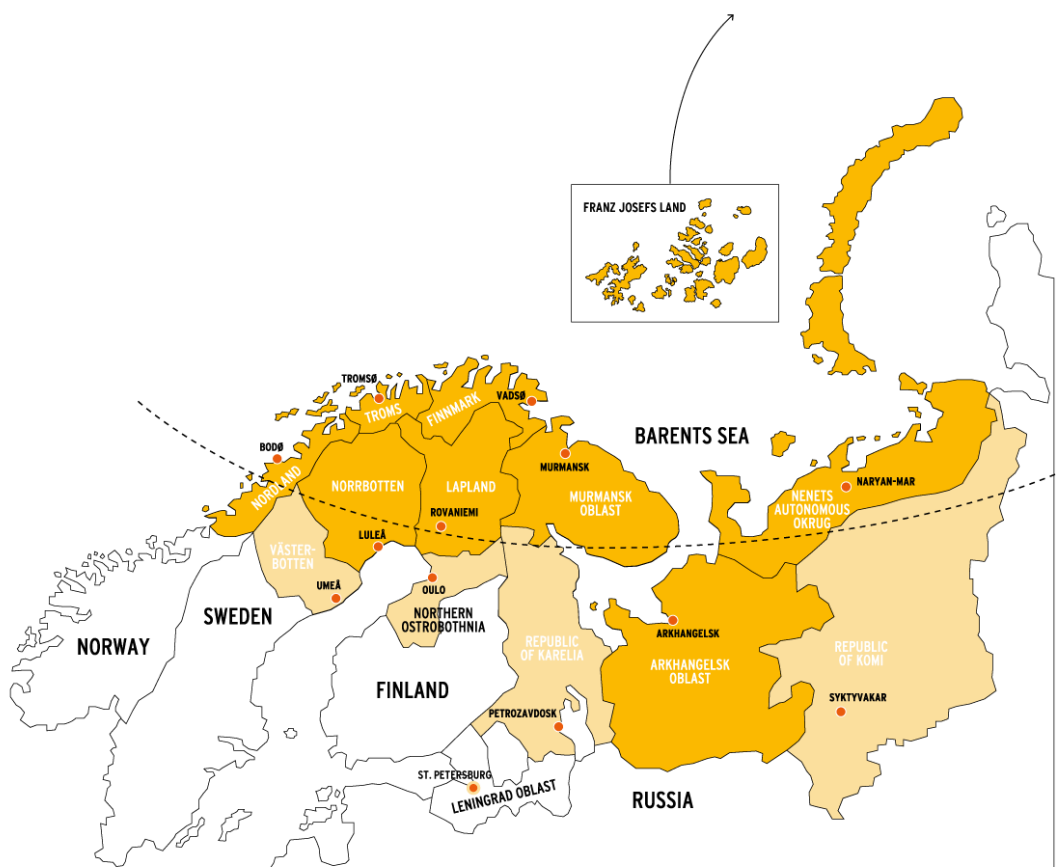 FRANZ JOSEFS LAND
TROMSØ
TROMS
FINNMARK
VADSØ
BARENTS SEA
BODØ
NORDLAND
NORRBOTTEN
LAPLAND
MURMANSK
MURMANSK
OBLAST
NARYAN-MAR
NENETS
AUTONOMOUS
OKRUG
ROVANIEMI
LULEÅ
VÄSTER-
BOTTEN
UMEÅ
OULO
NORTHERN
OSTROBOTHNIA
SWEDEN
NORWAY
FINLAND
REPUBLIC
OF KARELIA
ARKHANGELSK
ARKHANGELSK
OBLAST
REPUBLIC
OF KOMI
SYKTYVAKAR
PETROZAVDOSK
ST. PETERSBURG
LENINGRAD OBLAST
RUSSIA